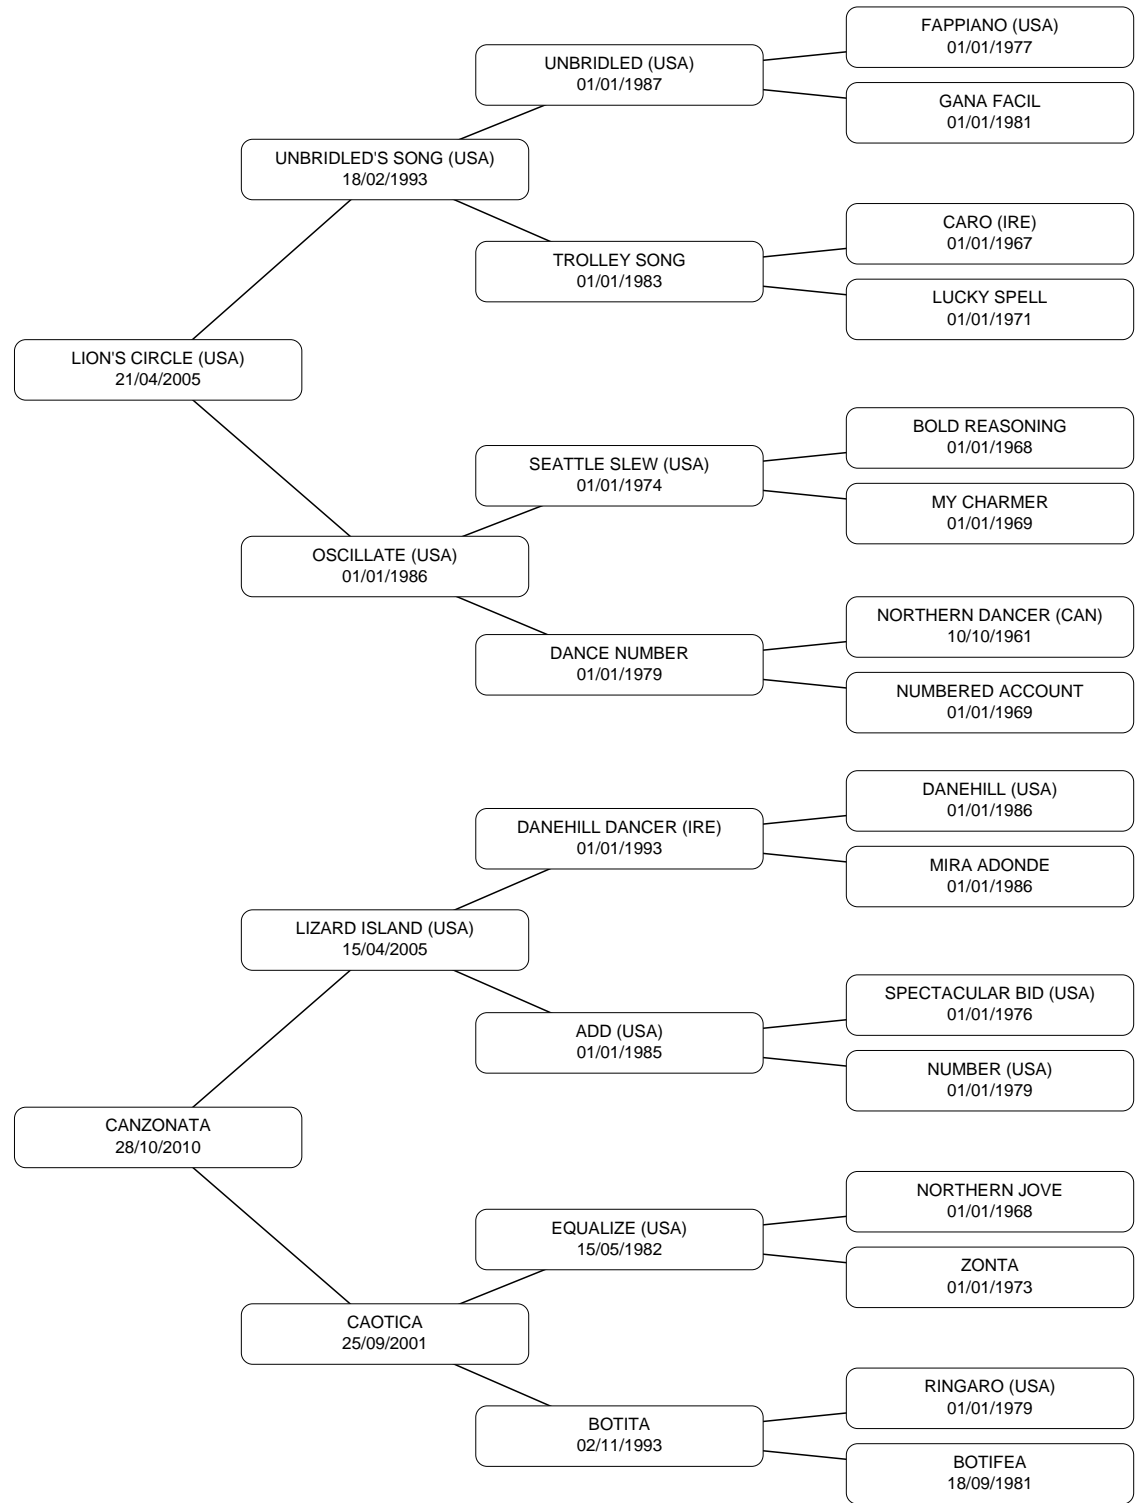 FAPPIANO (USA)
01/01/1977
UNBRIDLED (USA)
01/01/1987
GANA FACIL
01/01/1981
UNBRIDLED'S SONG (USA)
18/02/1993
CARO (IRE)
01/01/1967
TROLLEY SONG
01/01/1983
LUCKY SPELL
01/01/1971
LION'S CIRCLE (USA)
21/04/2005
BOLD REASONING
01/01/1968
SEATTLE SLEW (USA)
01/01/1974
MY CHARMER
01/01/1969
OSCILLATE (USA)
01/01/1986
NORTHERN DANCER (CAN)
10/10/1961
DANCE NUMBER
01/01/1979
NUMBERED ACCOUNT
01/01/1969
DANEHILL (USA)
01/01/1986
DANEHILL DANCER (IRE)
01/01/1993
MIRA ADONDE
01/01/1986
LIZARD ISLAND (USA)
15/04/2005
SPECTACULAR BID (USA)
01/01/1976
ADD (USA)
01/01/1985
NUMBER (USA)
01/01/1979
CANZONATA
28/10/2010
NORTHERN JOVE
01/01/1968
EQUALIZE (USA)
15/05/1982
ZONTA
01/01/1973
CAOTICA
25/09/2001
RINGARO (USA)
01/01/1979
BOTITA
02/11/1993
BOTIFEA
18/09/1981